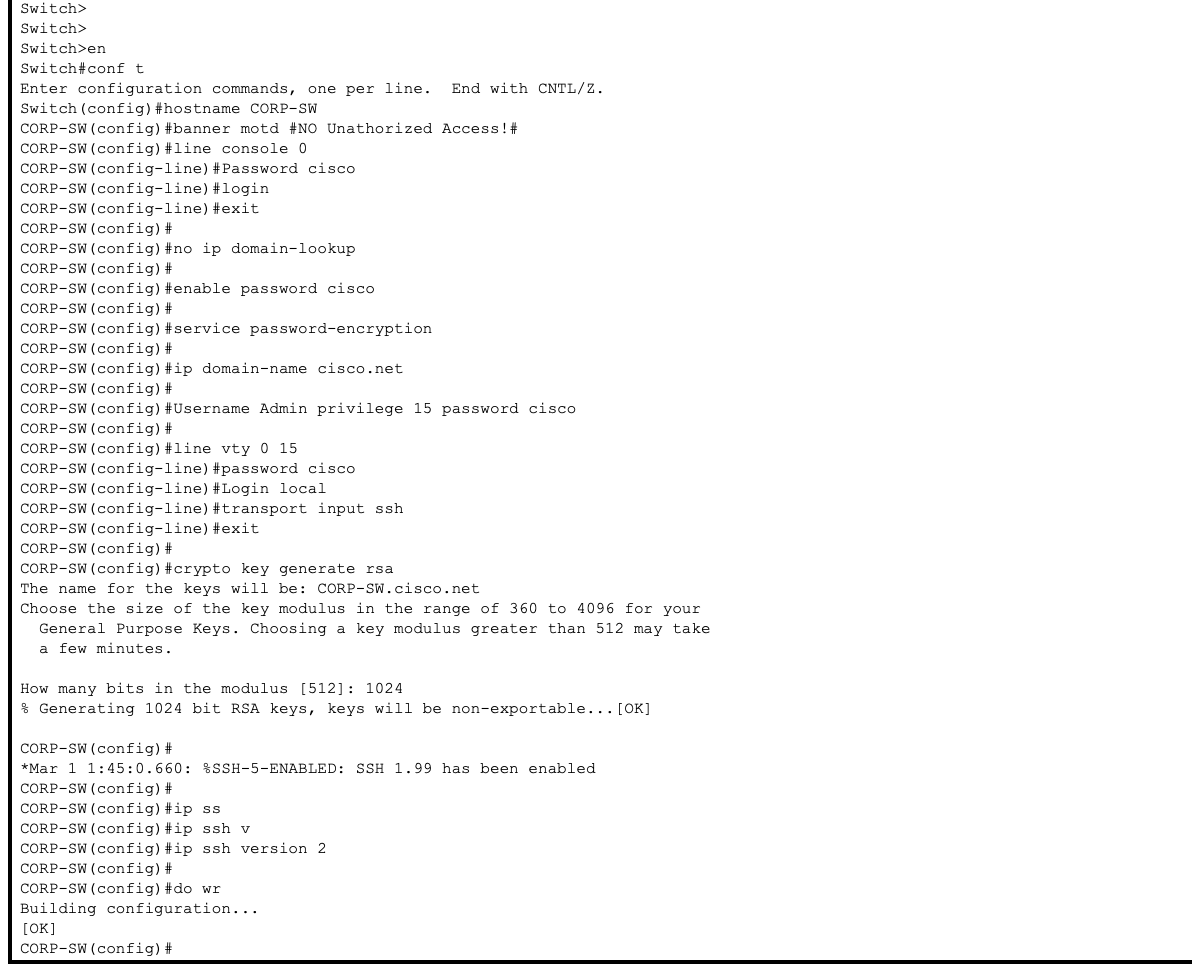 Switch>
Switch>
Switch>en
Switch#conf t
Enter configuration commands, one per line.  End with CNTL/Z.
Switch(config)#hostname CORP-SW
CORP-SW(config)#banner motd #NO Unathorized Access!#
CORP-SW(config)#line console 0
CORP-SW(config-line)#Password cisco
CORP-SW(config-line)#login
CORP-SW(config-line)#exit
CORP-SW(config)#
CORP-SW(config)#no ip domain-lookup
CORP-SW(config)#
CORP-SW(config)#enable password cisco
CORP-SW(config)#
CORP-SW(config)#service password-encryption
CORP-SW(config)#
CORP-SW(config)#ip domain-name cisco.net
CORP-SW(config)#
CORP-SW(config)#Username Admin privilege 15 password cisco
CORP-SW(config)#
CORP-SW(config)#line vty 0 15
CORP-SW(config-line)#password cisco
CORP-SW(config-line)#Login local
CORP-SW(config-line)#transport input ssh
CORP-SW(config-line)#exit
CORP-SW(config)#
CORP-SW(config)#crypto key generate rsa
The name for the keys will be: CORP-SW.cisco.net
Choose the size of the key modulus in the range of 360 to 4096 for your
  General Purpose Keys. Choosing a key modulus greater than 512 may take
  a few minutes.

How many bits in the modulus [512]: 1024
% Generating 1024 bit RSA keys, keys will be non-exportable...[OK]

CORP-SW(config)#
*Mar 1 1:45:0.660: %SSH-5-ENABLED: SSH 1.99 has been enabled
CORP-SW(config)#
CORP-SW(config)#ip ss
CORP-SW(config)#ip ssh v
CORP-SW(config)#ip ssh version 2
CORP-SW(config)#
CORP-SW(config)#do wr
Building configuration...
[OK]
CORP-SW(config)#